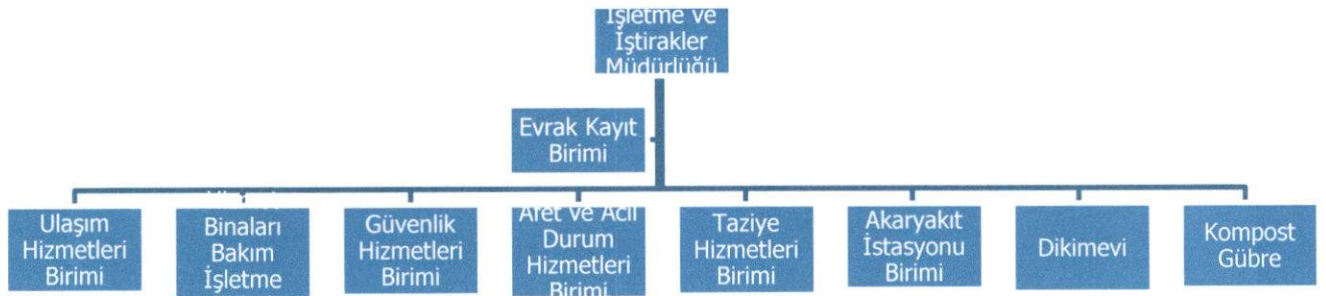 İşletme ve
İştirakler
Müdürlüğü
Evrak Kayıt
Birimi
Ulaşım
Hizmetleri
Birimi
Binaları
Bakım
İşletme
Güvenlik
Hizmetleri
Birimi
Afet ve Acil
Durum
Hizmetleri
Birimi
Taziye
Hizmetleri
Birimi
Akaryakıt
İstasyonu
Birimi
Dikimevi
Kompost
Gübre